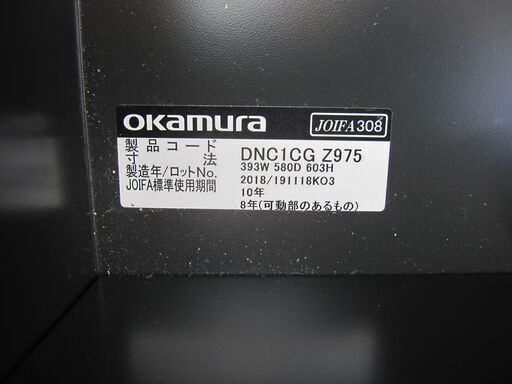 okamura
JOIFA308
製品コード DNC1CG Z975
寸法 393W 580D 603H
製造年/ロットNo. 2018/191118KO3
JOIFA標準使用期間 10年
8年(可動部のあるもの)